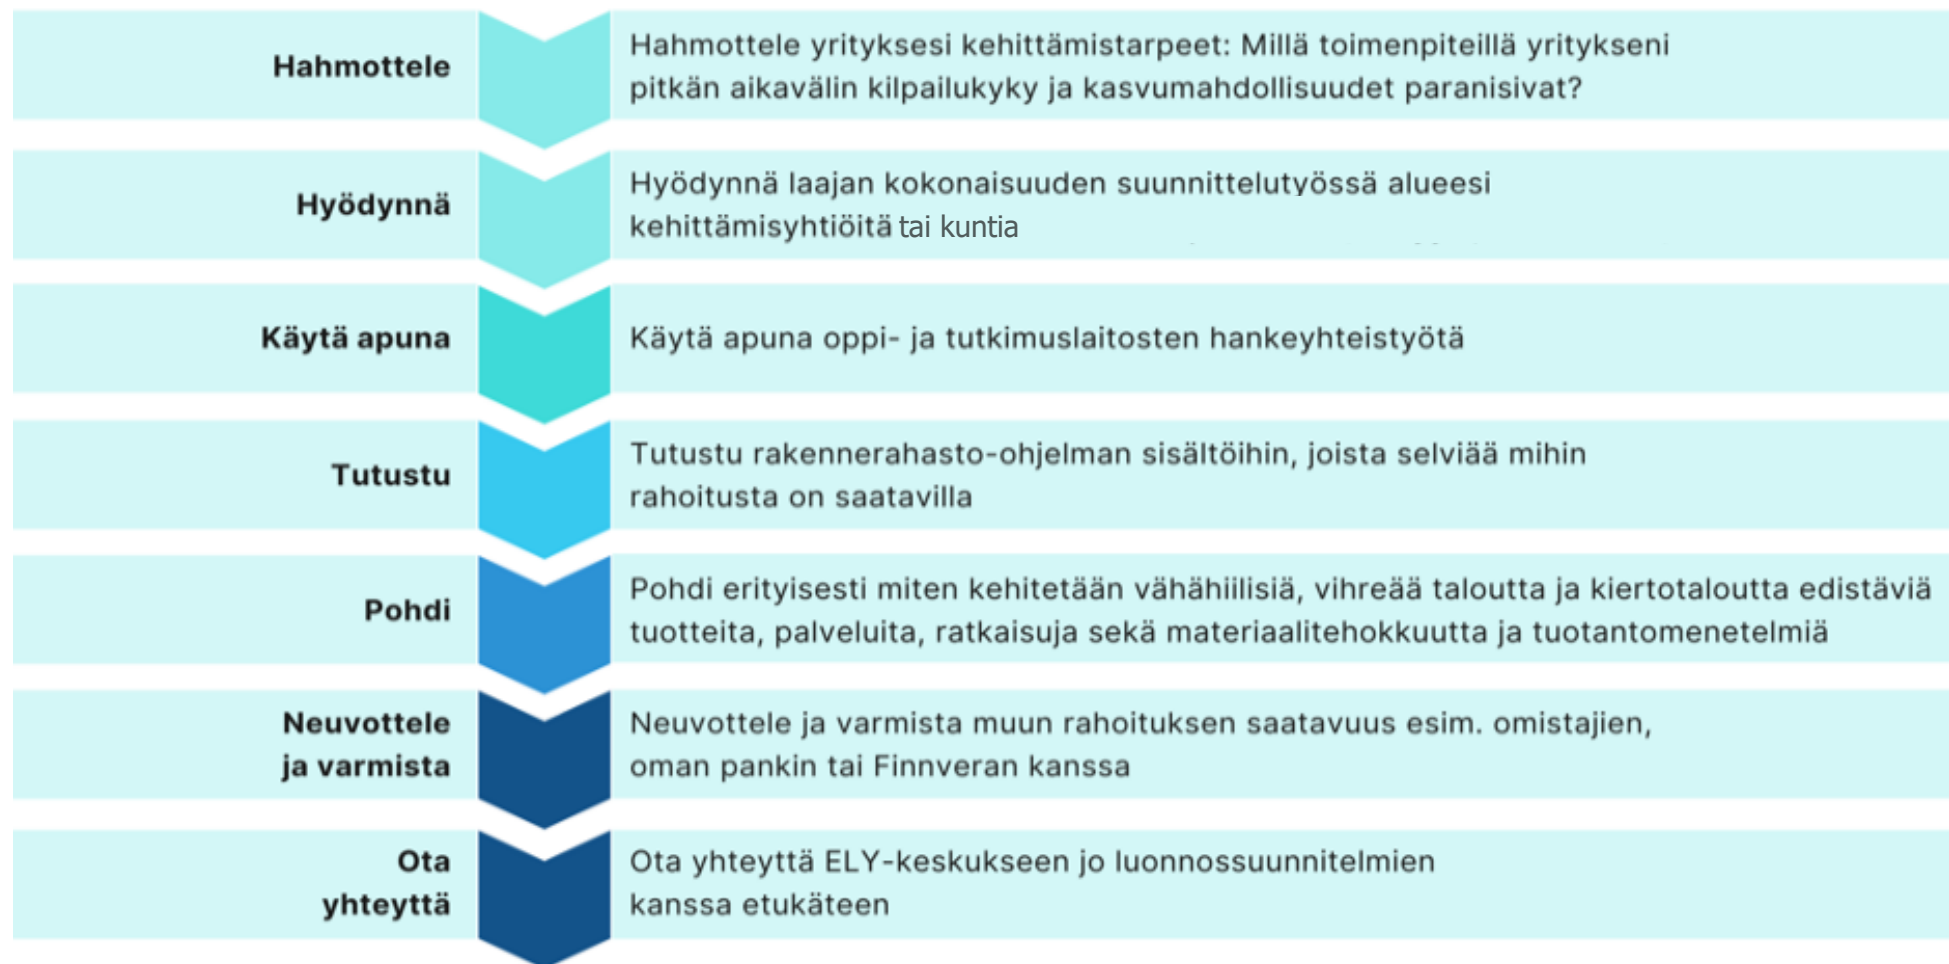 Hahmottele
Hahmottele yrityksesi kehittämistarpeet: Millä toimenpiteillä yritykseni
pitkän aikavälin kilpailukyky ja kasvumahdollisuudet paranisivat?
Hyödynnä
Hyödynnä laajan kokonaisuuden suunnittelutyössä alueesi
kehittämisyhtiöitä tai kuntia
Käytä apuna
Käytä apuna oppi- ja tutkimuslaitosten hankeyhteistyötä
Tutustu
Tutustu rakennerahasto-ohjelman sisältöihin, joista selviää mihin
rahoitusta on saatavilla
Pohdi
Pohdi erityisesti miten kehitetään vähähiilisiä, vihreää taloutta ja kiertotaloutta edistäviä
tuotteita, palveluita, ratkaisuja sekä materiaalitehokkuutta ja tuotantomenetelmiä
Neuvottele
ja varmista
Neuvottele ja varmista muun rahoituksen saatavuus esim. omistajien,
oman pankin tai Finnveran kanssa
Ota
yhteyttä
Ota yhteyttä ELY-keskukseen jo luonnossuunnitelmien
kanssa etukäteen